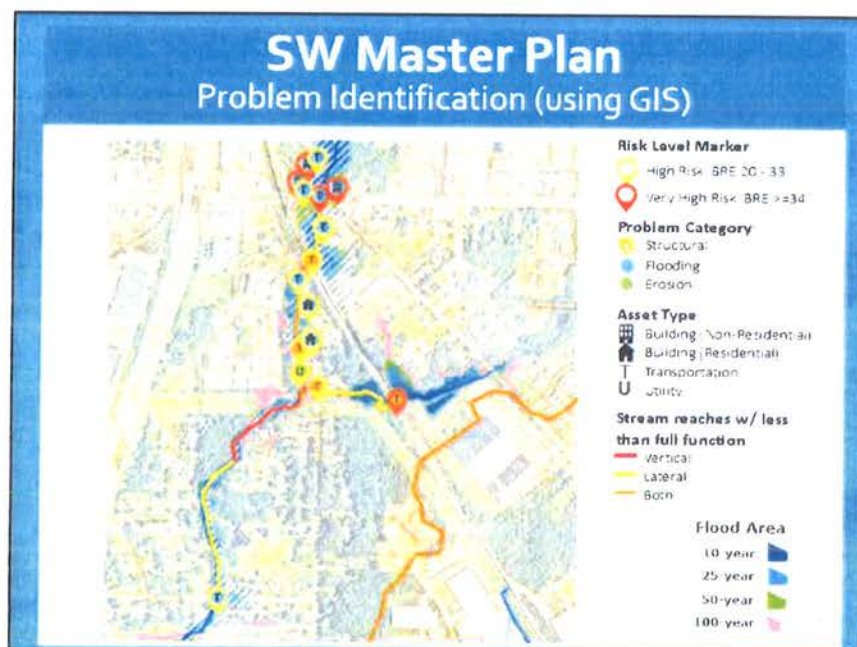 SW Master Plan
Problem Identification (using GIS)
Risk Level Marker
High Risk: BRE 20 - 33
Very High Risk: BRE >=34
Problem Category
Structural
Flooding
Erosion
Asset Type
Building (Non-Residential)
Building (Residential)
T Transportation
U Utility
Stream reaches w/ less
than full function
Vertical
Lateral
Both
Flood Area
10-year
25-year
50-year
100-year